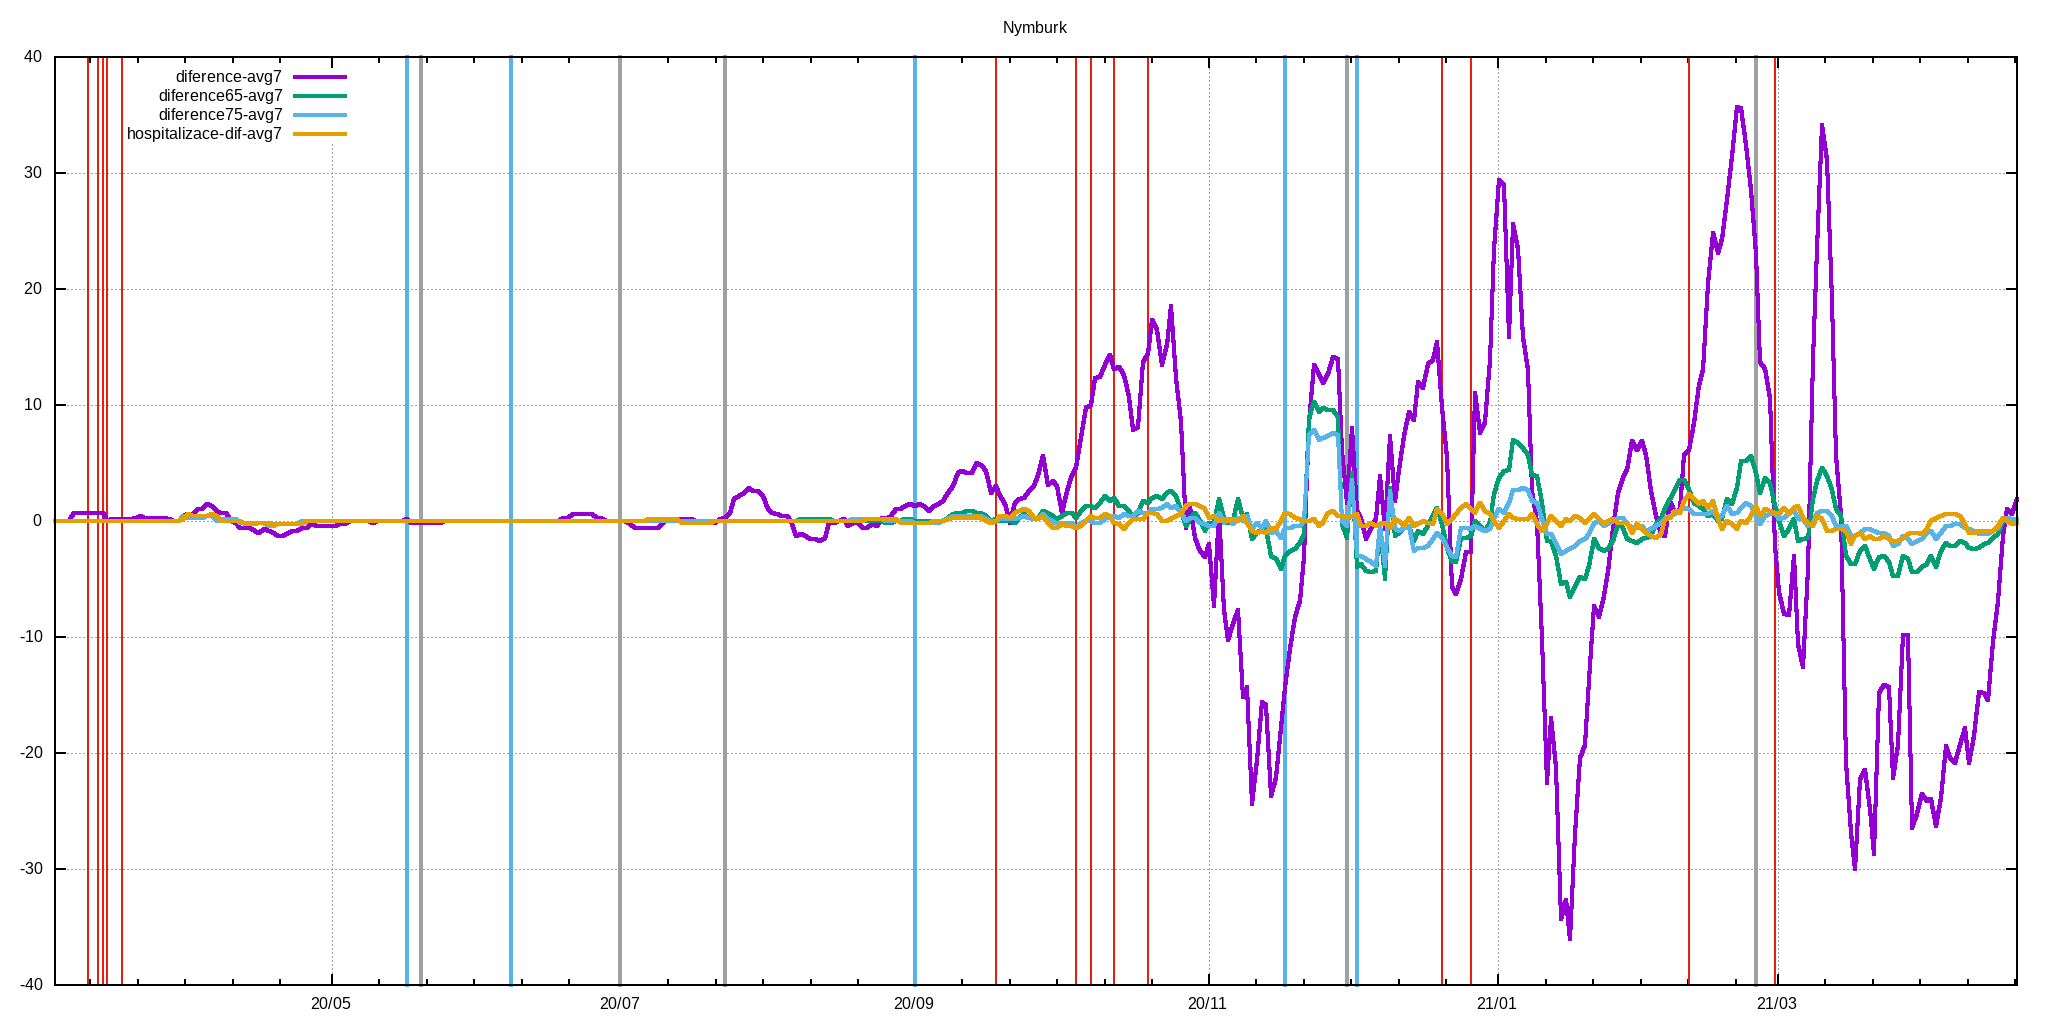 Nymburk
40
diference-avg7
diference65-avg7
diference75-avg7
hospitalizace-dif-avg7
30
20
10
0
-10
-20
-30
-40
20/05 20/07 20/09 20/11 21/01 21/03